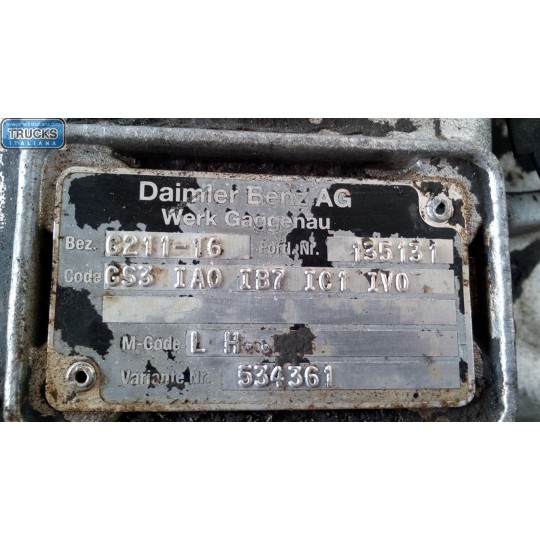 TRUCKS
ITALIANA
Daimler Benz AG
Werk Gaggenau
Bez. G211-16 Fortl. Nr. 135131
Code GS3 IA0 IB7 IC1 IV0
M-Code L H
Variante Nr. 534361